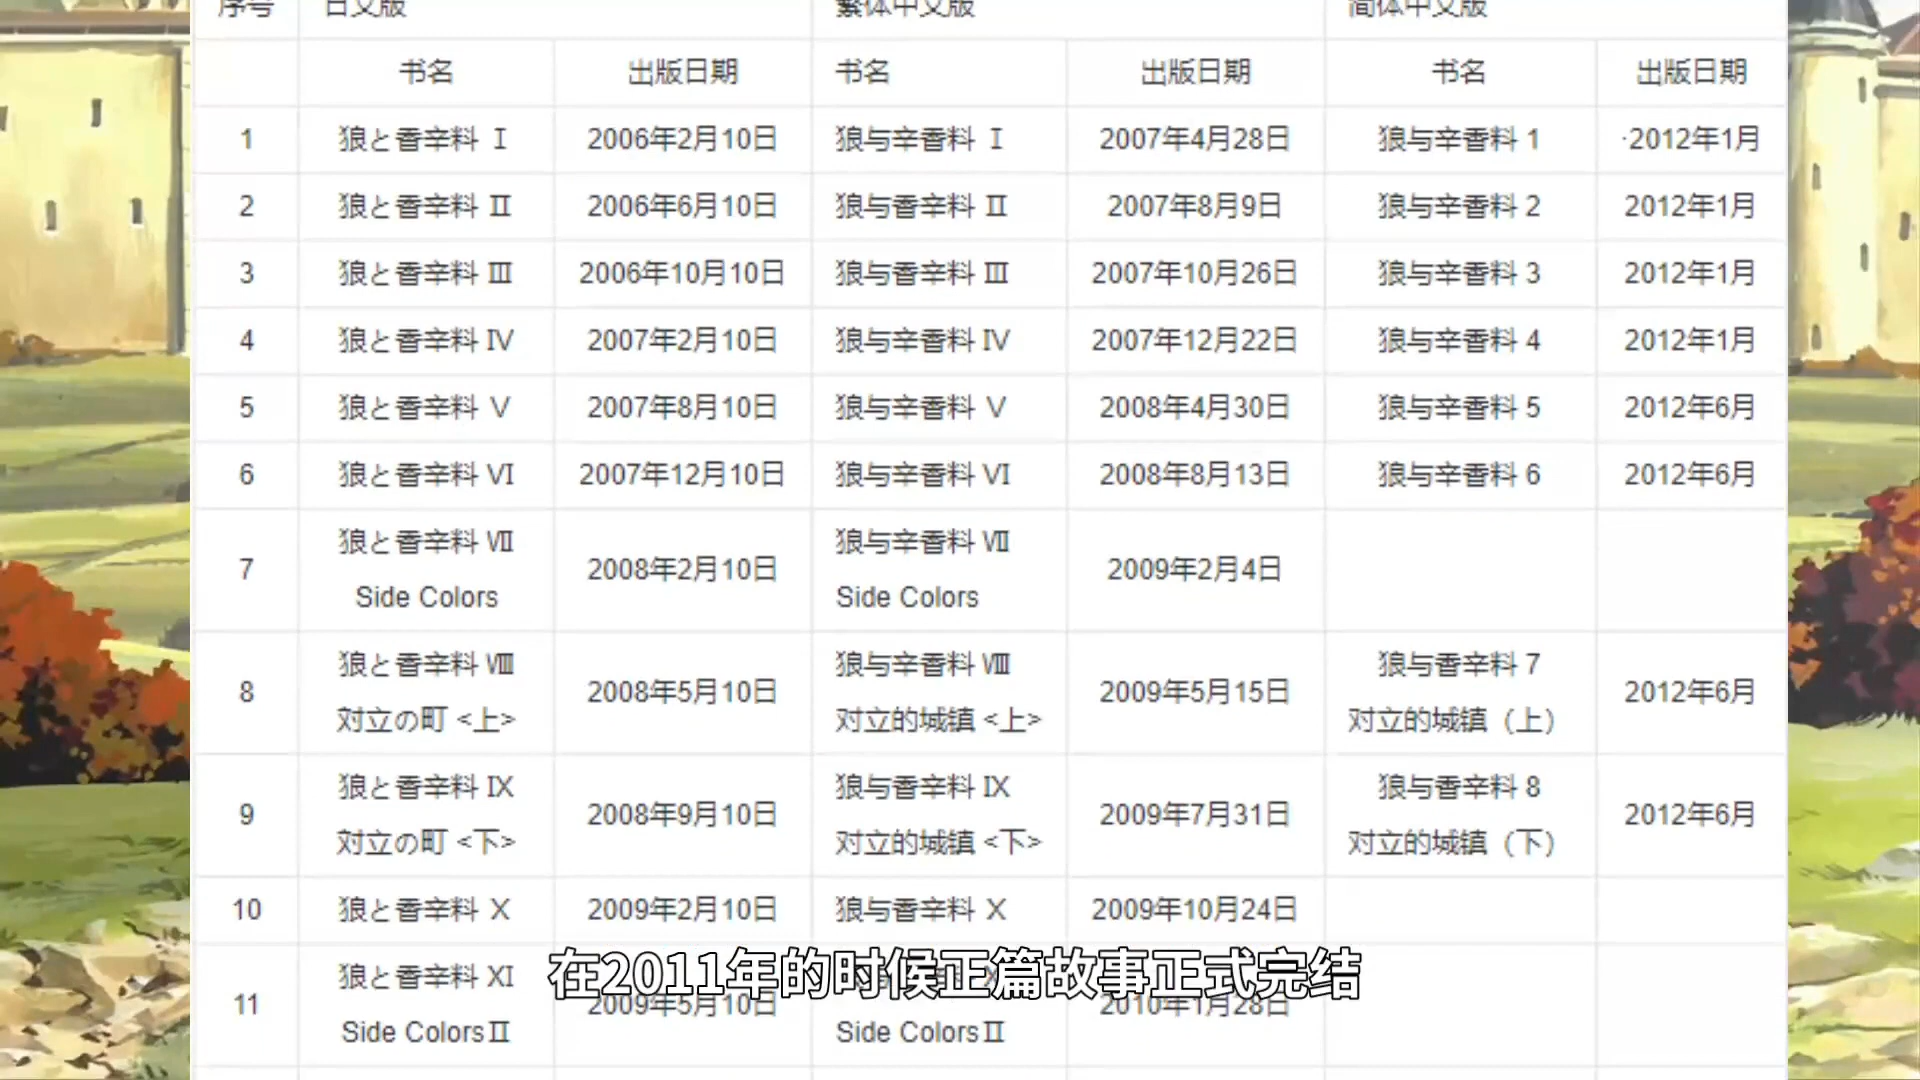 序号 日文版 繁体中文版 简体中文版
书名 出版日期 书名 出版日期 书名 出版日期
1 狼と香辛料 Ⅰ 2006年2月10日 狼与辛香料 Ⅰ 2007年4月28日 狼与辛香料 1 ·2012年1月
2 狼と香辛料 Ⅱ 2006年6月10日 狼与香辛料 Ⅱ 2007年8月9日 狼与辛香料 2 2012年1月
3 狼と香辛料 Ⅲ 2006年10月10日 狼与香辛料 Ⅲ 2007年10月26日 狼与香辛料 3 2012年1月
4 狼と香辛料 Ⅳ 2007年2月10日 狼与香辛料 Ⅳ 2007年12月22日 狼与香辛料 4 2012年1月
5 狼と香辛料 Ⅴ 2007年8月10日 狼与辛香料 Ⅴ 2008年4月30日 狼与辛香料 5 2012年6月
6 狼と香辛料 Ⅵ 2007年12月10日 狼与辛香料 Ⅵ 2008年8月13日 狼与香辛料 6 2012年6月
7 狼と香辛料 Ⅶ 2008年2月10日 狼与辛香料 Ⅶ 2009年2月4日
Side Colors Side Colors
8 狼と香辛料 Ⅷ 2008年5月10日 狼与辛香料 Ⅷ 2009年5月15日 狼与香辛料 7 2012年6月
对立の町 <上> 对立的城镇 <上> 对立的城镇（上）
9 狼と香辛料 Ⅸ 2008年9月10日 狼与香辛料 Ⅸ 2009年7月31日 狼与香辛料 8 2012年6月
对立の町 <下> 对立的城镇 <下> 对立的城镇（下）
10 狼と香辛料 Ⅹ 2009年2月10日 狼与香辛料 Ⅹ 2009年10月24日
在2011年的时候正篇故事正式完结
11 狼と香辛料 Ⅺ 2009年5月10日 2010年1月28日
Side ColorsⅡ Side ColorsⅡ